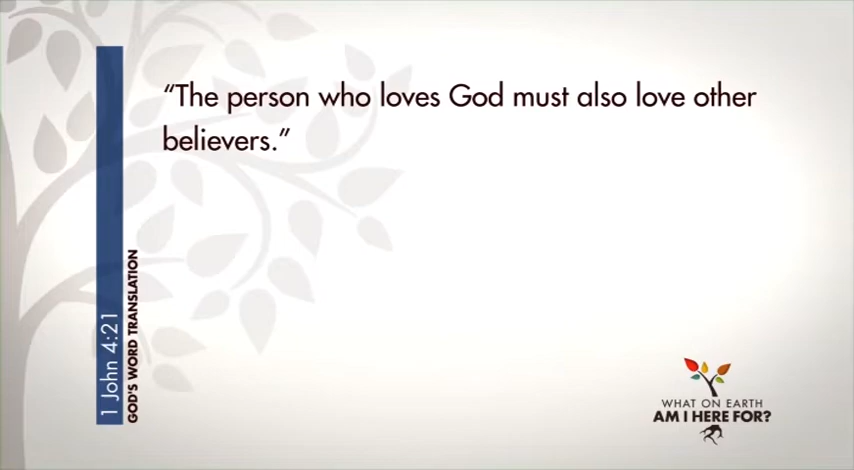 “The person who loves God must also love other
believers.”
1 John 4:21
GOD'S WORD TRANSLATION
WHAT ON EARTH
AM I HERE FOR?